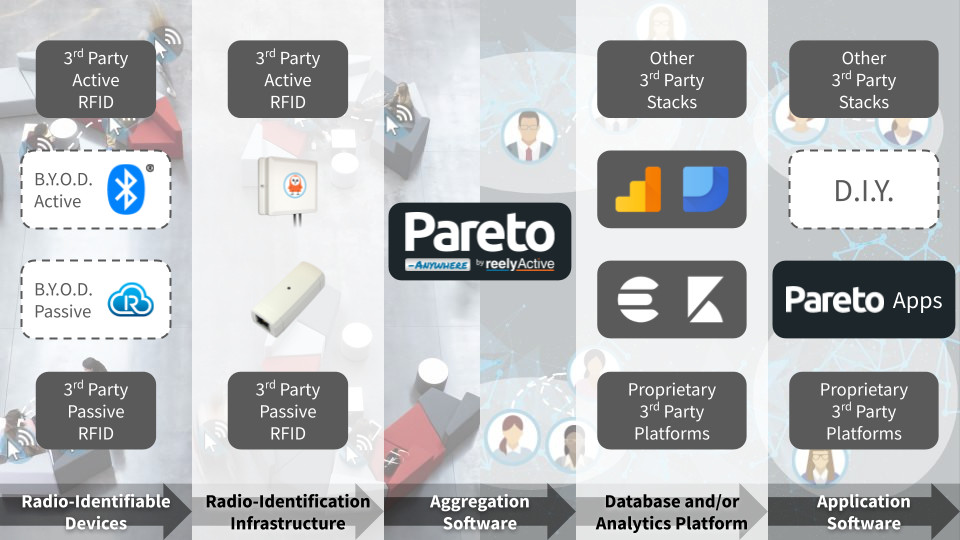 3rd Party
Active
RFID
B.Y.O.D.
Active
®
B.Y.O.D.
Passive
R
3rd Party
Passive
RFID
Radio-Identifiable
Devices
3rd Party
Active
RFID
3rd Party
Passive
RFID
Radio-Identification
Infrastructure
Pareto
-ANYWHERE
by reelyActive
Aggregation
Software
Other
3rd Party
Stacks
Proprietary
3rd Party
Platforms
Database and/or
Analytics Platform
Other
3rd Party
Stacks
D.I.Y.
Pareto Apps
Proprietary
3rd Party
Platforms
Application
Software